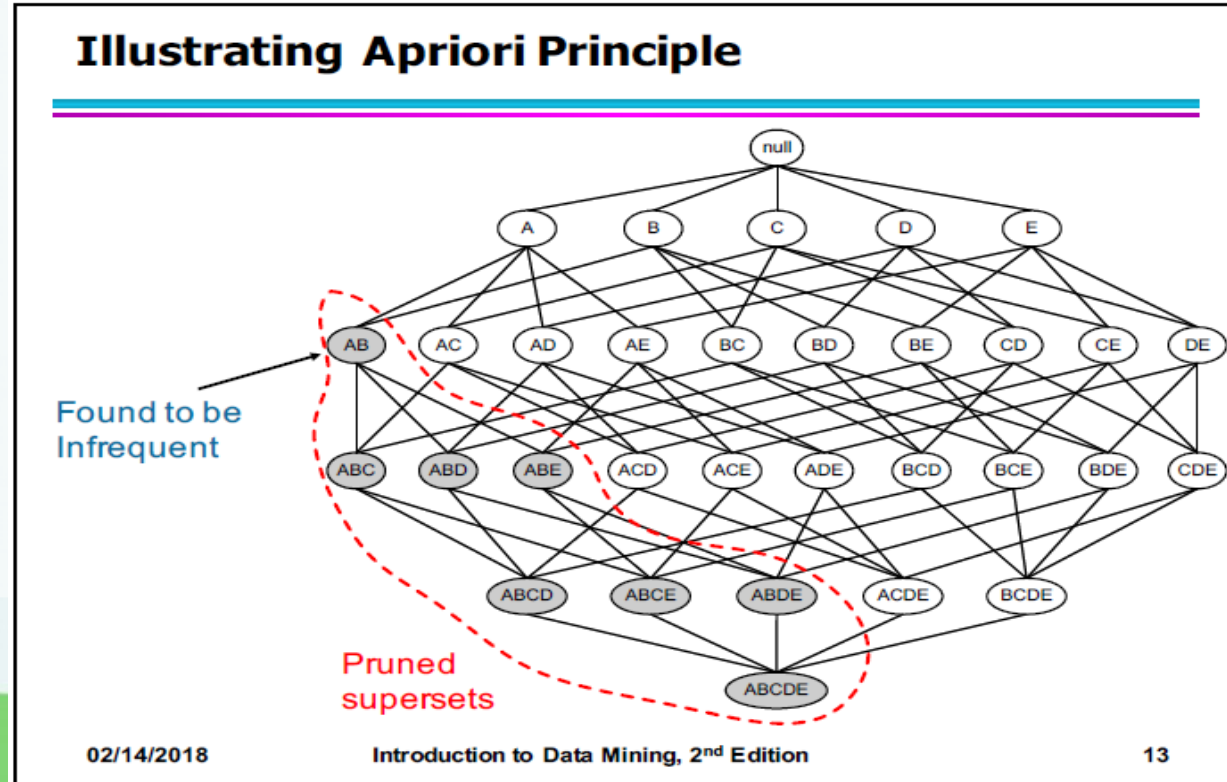 Illustrating Apriori Principle
null
A B C D E
AB AC AD AE BC BD BE CD CE DE
Found to be
Infrequent
ABC ABD ABE ACD ACE ADE BCD BCE BDE CDE
ABCD ABCE ABDE ACDE BCDE
Pruned
supersets
ABCDE
02/14/2018 Introduction to Data Mining, 2nd Edition 13